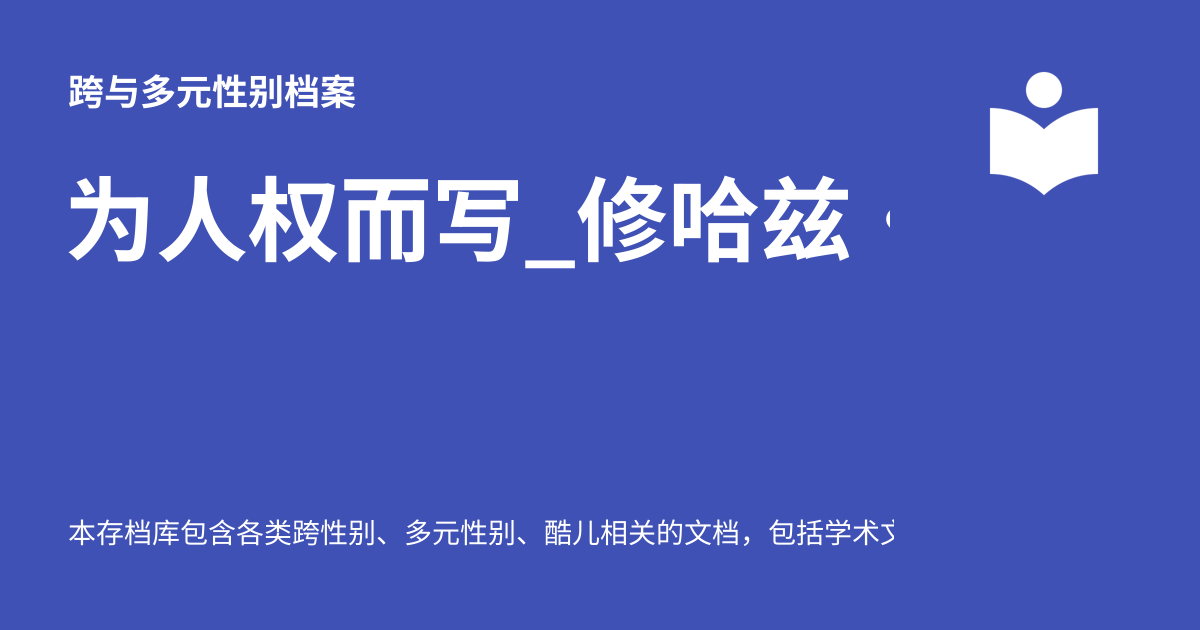 跨与多元性别档案
为人权而写_修哈兹·
本存档库包含各类跨性别、多元性别、酷儿相关的文档，包括学术文